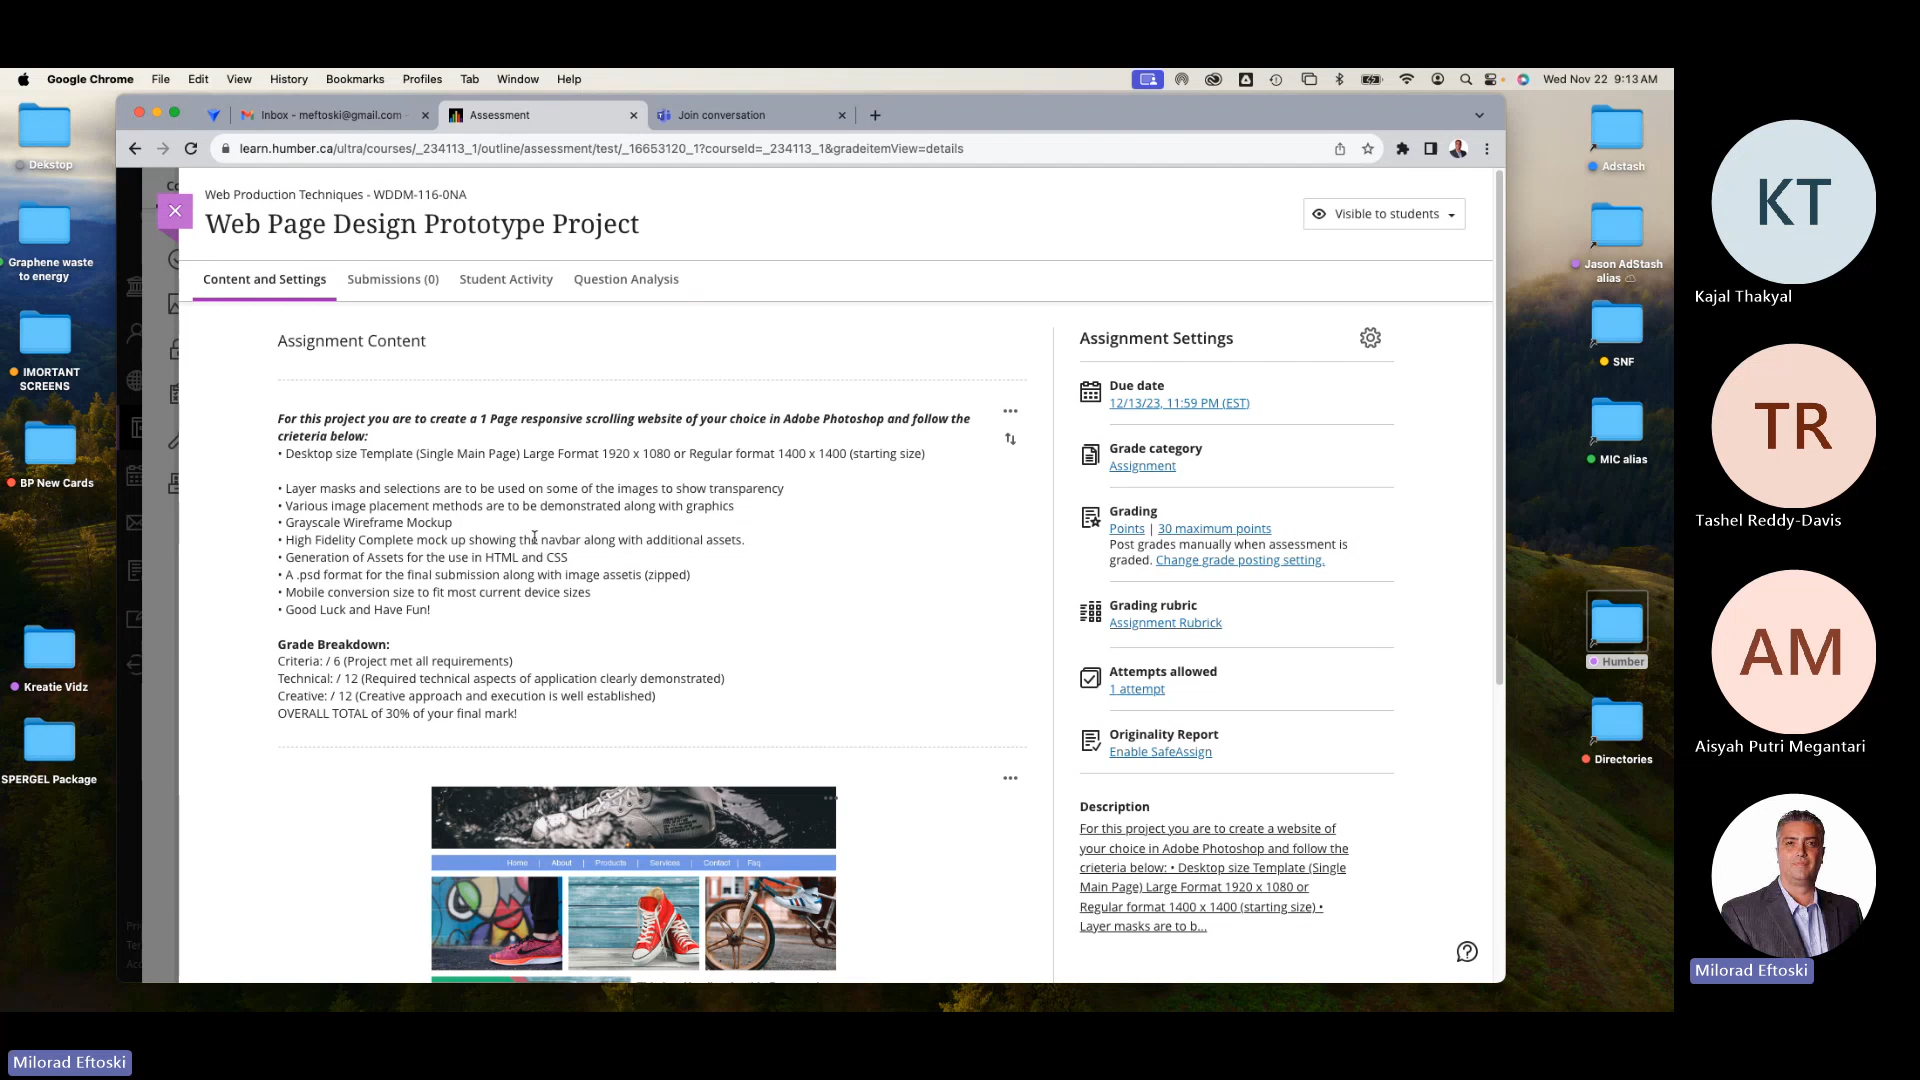 Google Chrome File Edit View History Bookmarks Profiles Tab Window Help
Wed Nov 22 9:13 AM
Inbox - meftoski@gmail.com
Assessment
Join conversation
learn.humber.ca/ultra/courses/_234113_1/outline/assessment/test/_16653120_1?courseId=_234113_1&gradeitemView=details
Dekstop
Graphene waste
to energy
IMORTANT
SCREENS
BP New Cards
Kreatie Vidz
SPERGEL Package
Co
Pri
Ter
Acc
Web Production Techniques - WDDM-116-0NA
Web Page Design Prototype Project
Visible to students
Content and Settings
Submissions (0)
Student Activity
Question Analysis
Assignment Content
For this project you are to create a 1 Page responsive scrolling website of your choice in Adobe Photoshop and follow the
crieteria below:
• Desktop size Template (Single Main Page) Large Format 1920 x 1080 or Regular format 1400 x 1400 (starting size)
• Layer masks and selections are to be used on some of the images to show transparency
• Various image placement methods are to be demonstrated along with graphics
• Grayscale Wireframe Mockup
• High Fidelity Complete mock up showing the navbar along with additional assets.
• Generation of Assets for the use in HTML and CSS
• A .psd format for the final submission along with image assetis (zipped)
• Mobile conversion size to fit most current device sizes
• Good Luck and Have Fun!
Grade Breakdown:
Criteria: / 6 (Project met all requirements)
Technical: / 12 (Required technical aspects of application clearly demonstrated)
Creative: / 12 (Creative approach and execution is well established)
OVERALL TOTAL of 30% of your final mark!
Home | About | Products | Services | Contact | Faq
Assignment Settings
Due date
12/13/23, 11:59 PM (EST)
Grade category
Assignment
Grading
Points | 30 maximum points
Post grades manually when assessment is
graded. Change grade posting setting.
Grading rubric
Assignment Rubrick
Attempts allowed
1 attempt
Originality Report
Enable SafeAssign
Description
For this project you are to create a website of
your choice in Adobe Photoshop and follow the
crieteria below: • Desktop size Template (Single
Main Page) Large Format 1920 x 1080 or
Regular format 1400 x 1400 (starting size) •
Layer masks are to b...
Adstash
Jason AdStash
alias
SNF
MIC alias
Humber
Directories
KT
Kajal Thakyal
TR
Tashel Reddy-Davis
AM
Aisyah Putri Megantari
Milorad Eftoski
Milorad Eftoski